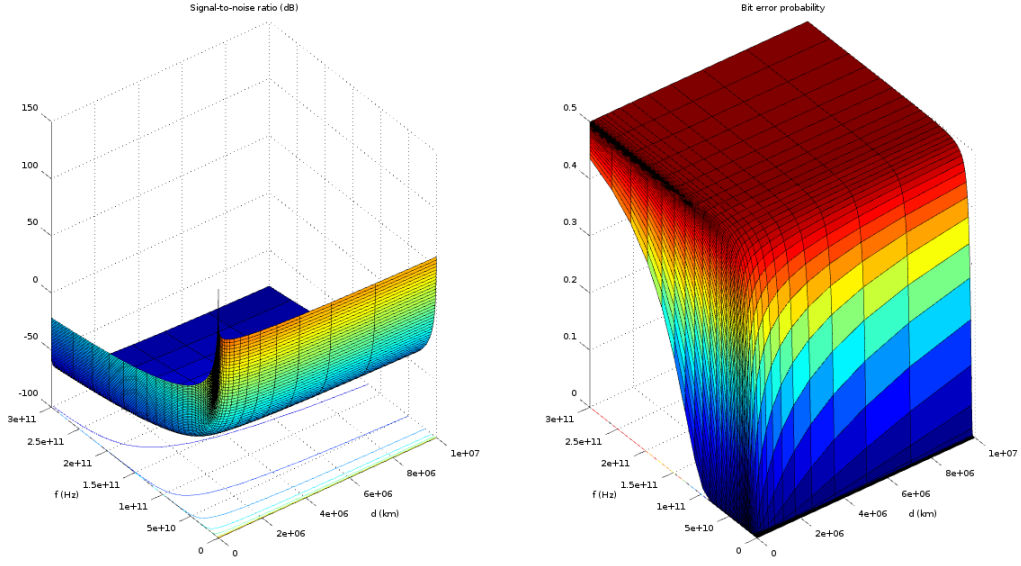 Signal-to-noise ratio (dB)
150
100
50
0
-50
-100
3e+11
2.5e+11
2e+11
1.5e+11
1e+11
5e+10
0
f (Hz)
0
2e+06
4e+06
6e+06
8e+06
1e+07
d (km)
Bit error probability
0.5
0.4
0.3
0.2
0.1
0
3e+11
2.5e+11
2e+11
1.5e+11
1e+11
5e+10
0
f (Hz)
0
2e+06
4e+06
6e+06
8e+06
1e+07
d (km)